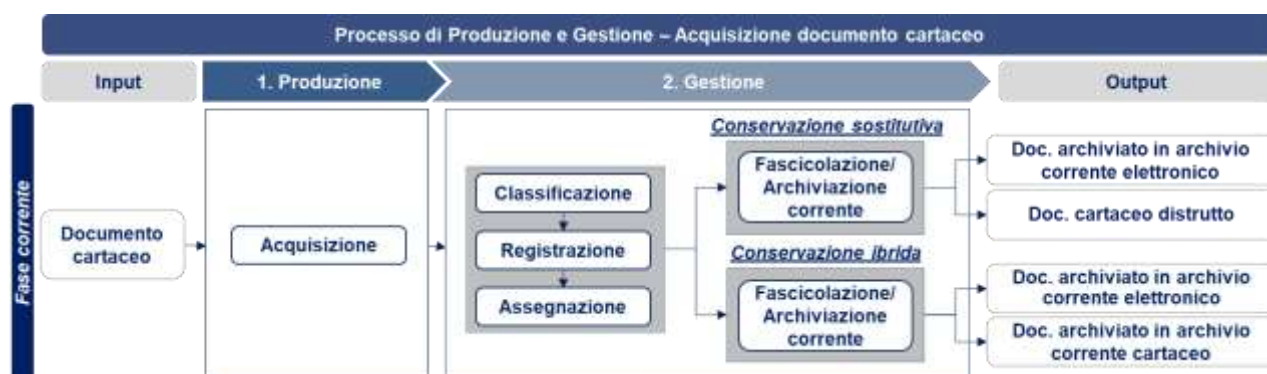 Processo di Produzione e Gestione – Acquisizione documento cartaceo
Input
1. Produzione
2. Gestione
Output
Fase corrente
Documento
cartaceo
Acquisizione
Classificazione
Registrazione
Assegnazione
Conservazione sostitutiva
Fascicolazione/
Archiviazione
corrente
Conservazione ibrida
Fascicolazione/
Archiviazione
corrente
Doc. archiviato in archivio
corrente elettronico
Doc. cartaceo distrutto
Doc. archiviato in archivio
corrente elettronico
Doc. archiviato in archivio
corrente cartaceo